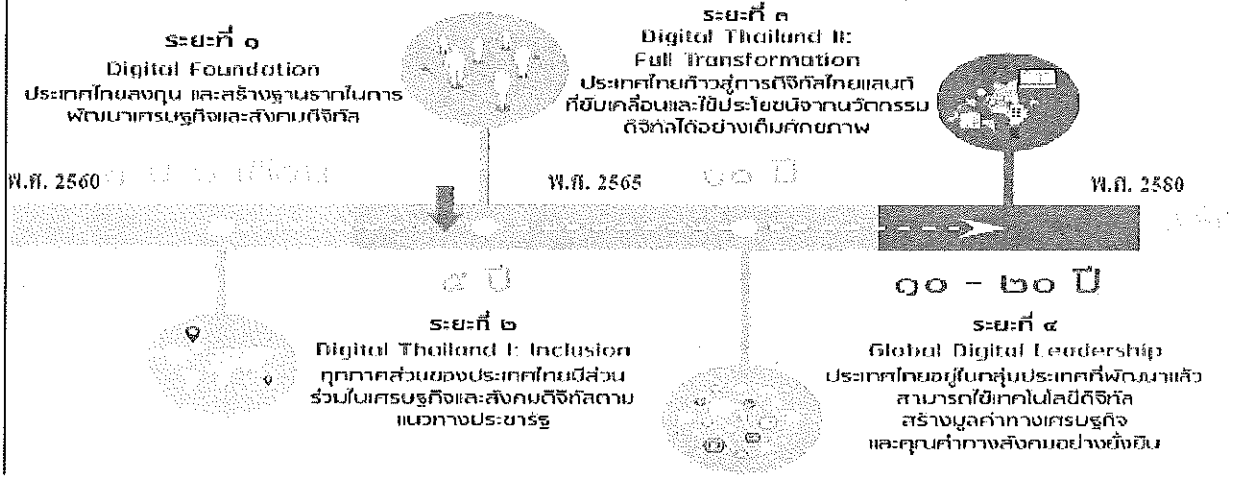 ระยะที่ ๑
Digital Foundation
ประเทศไทยลงทุน และสร้างฐานรากในการ
พัฒนาเศรษฐกิจและสังคมดิจิทัล
ระยะที่ ๓
Digital Thailand II:
Full Transformation
ประเทศไทยก้าวสู่การดิจิทัลไทยแลนด์
ที่ขับเคลื่อนและใช้ประโยชน์จากนวัตกรรม
ดิจิทัลได้อย่างเต็มศักยภาพ
พ.ศ. 2560
พ.ศ. 2565
๑๐ ปี
พ.ศ. 2580
๕ ปี
๑๐ - ๒๐ ปี
ระยะที่ ๒
Digital Thailand I: Inclusion
ทุกภาคส่วนของประเทศไทยมีส่วน
ร่วมในเศรษฐกิจและสังคมดิจิทัลตาม
แนวทางประชารัฐ
ระยะที่ ๔
Global Digital Leadership
ประเทศไทยอยู่ในกลุ่มประเทศที่พัฒนาแล้ว
สามารถใช้เทคโนโลยีดิจิทัล
สร้างมูลค่าทางเศรษฐกิจ
และคุณค่าทางสังคมอย่างยั่งยืน